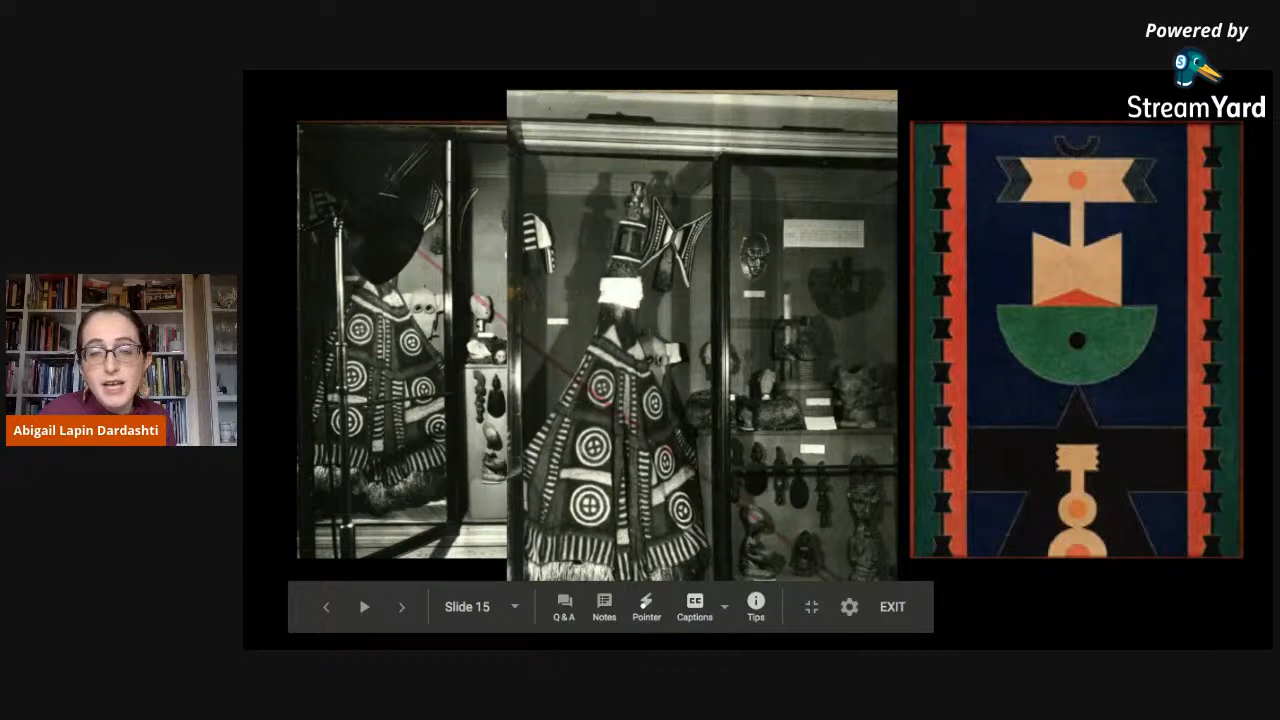 Powered by
StreamYard
Abigail Lapin Dardashti
Slide 15
Q & A
Notes
Pointer
Captions
Tips
EXIT